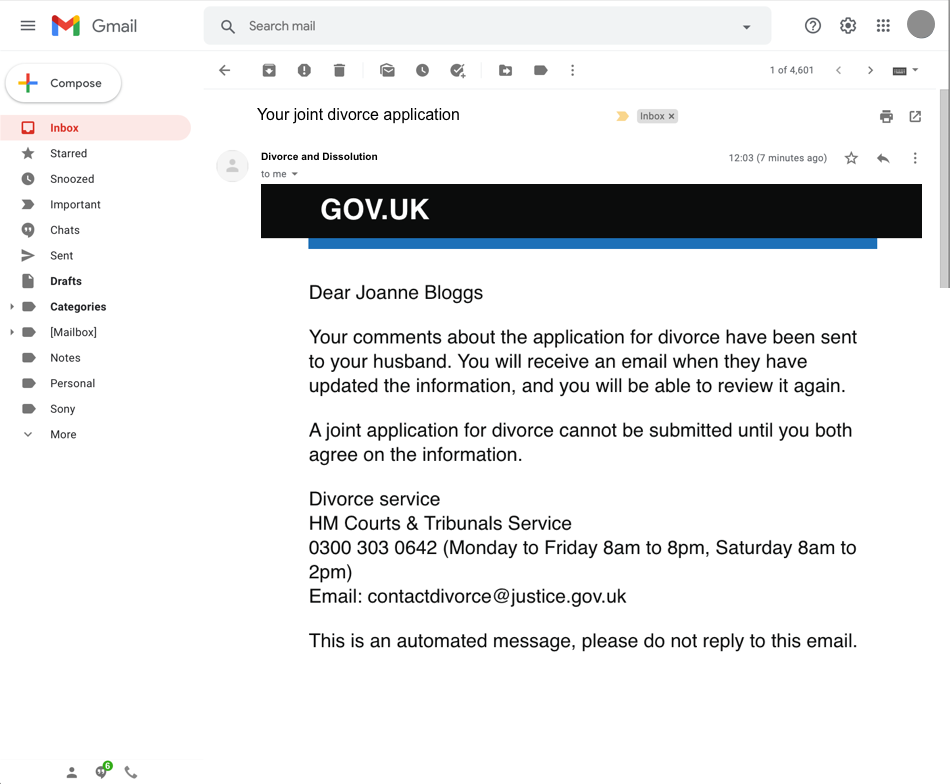 Gmail
Search mail
Compose
1 of 4,601
Inbox
Starred
Snoozed
Important
Chats
Sent
Drafts
Categories
[Mailbox]
Notes
Personal
Sony
More
6
Your joint divorce application
Inbox ×
Divorce and Dissolution
12:03 (7 minutes ago)
to me
GOV.UK
Dear Joanne Bloggs
Your comments about the application for divorce have been sent
to your husband. You will receive an email when they have
updated the information, and you will be able to review it again.
A joint application for divorce cannot be submitted until you both
agree on the information.
Divorce service
HM Courts & Tribunals Service
0300 303 0642 (Monday to Friday 8am to 8pm, Saturday 8am to
2pm)
Email: contactdivorce@justice.gov.uk
This is an automated message, please do not reply to this email.